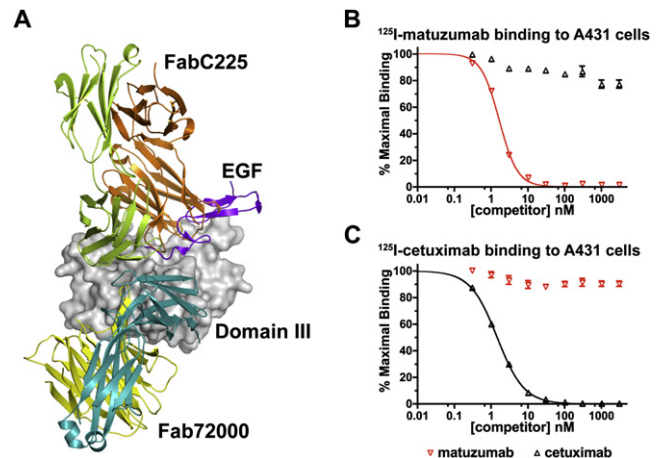 A
FabC225
EGF
Domain III
Fab72000
B
¹²⁵I-matuzumab binding to A431 cells
% Maximal Binding
100
80
60
40
20
0
0.01 0.1 1 10 100 1000
[competitor] nM
C
¹²⁵I-cetuximab binding to A431 cells
% Maximal Binding
100
80
60
40
20
0
0.01 0.1 1 10 100 1000
[competitor] nM
matuzumab cetuximab